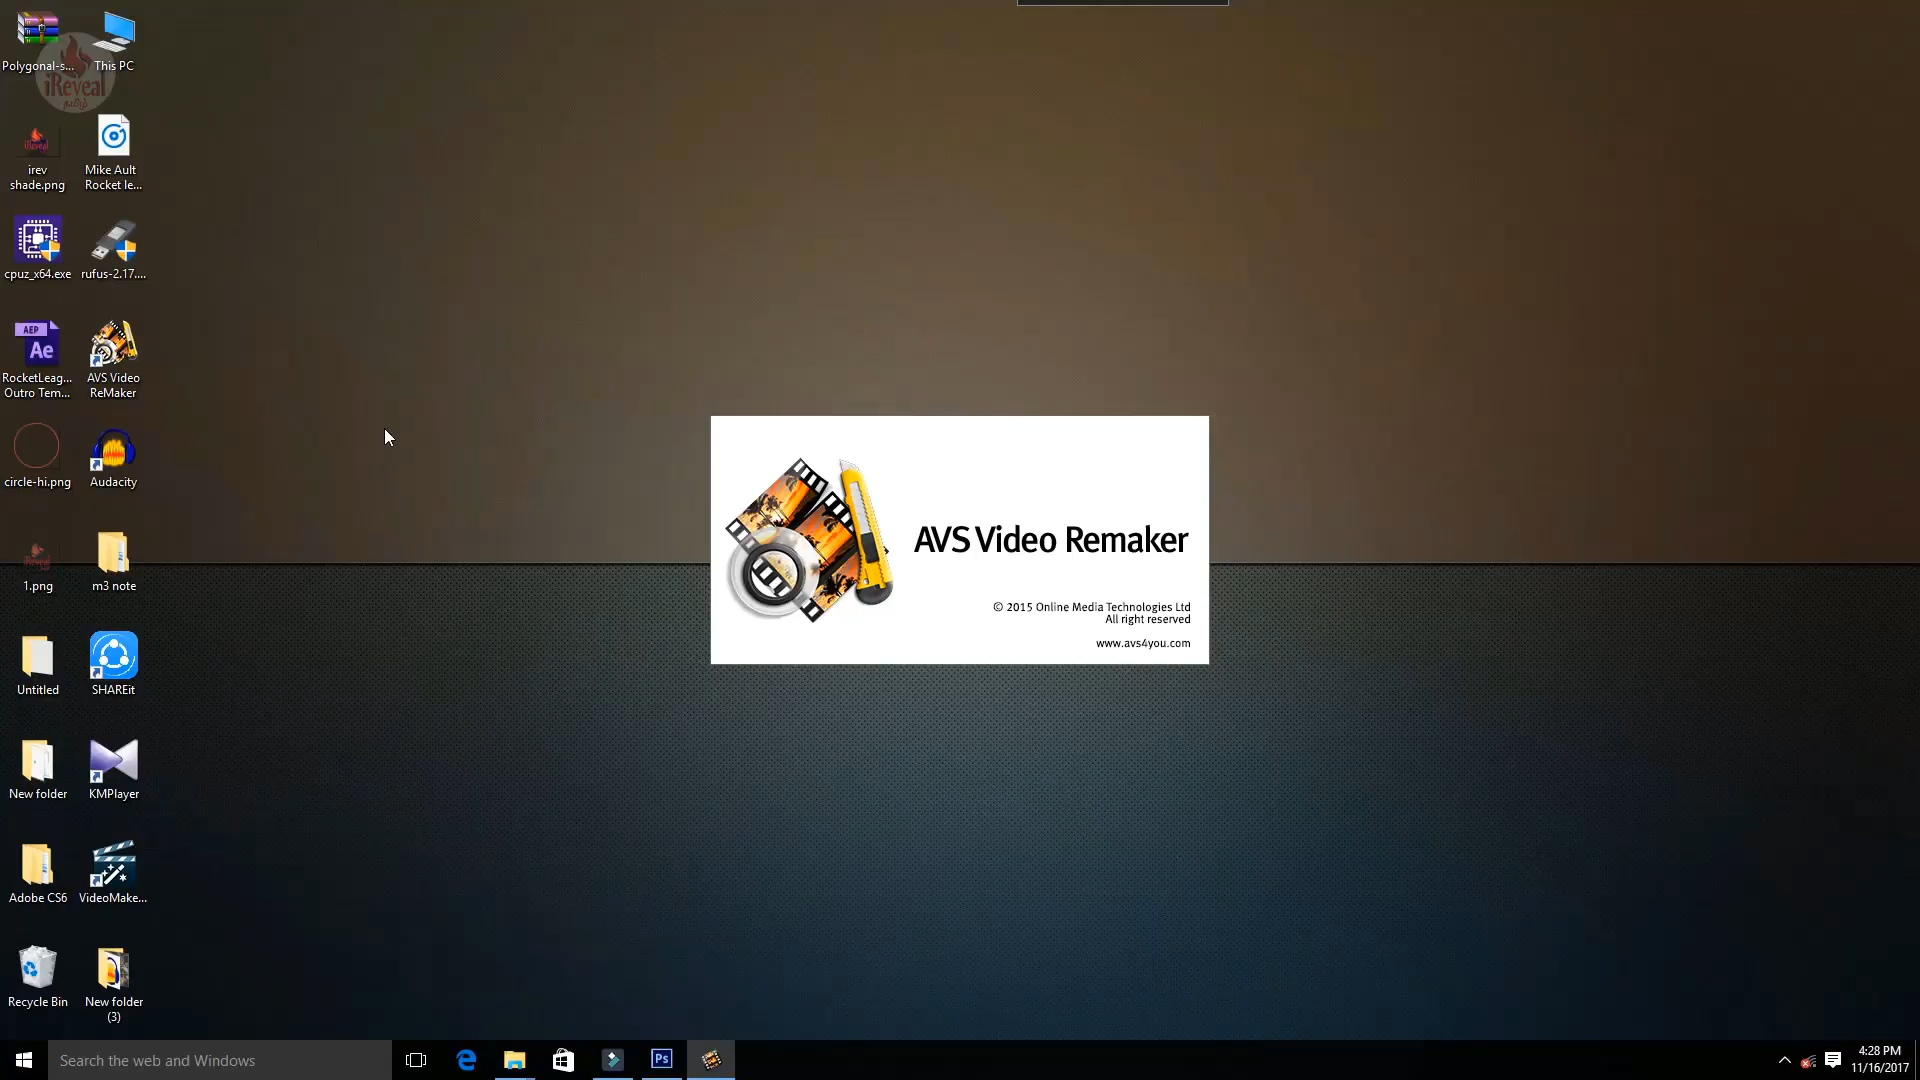 Polygonal-s...
This PC
iReveal
தமிழ்
irev
shade.png
Mike Ault
Rocket le...
cpuz_x64.exe
rufus-2.17....
AEP
Ae
RocketLeag...
Outro Tem...
AVS Video
ReMaker
circle-hi.png
Audacity
1.png
m3 note
Untitled
SHAREit
New folder
KMPlayer
Adobe CS6
VideoMake...
Recycle Bin
New folder
(3)
AVS Video Remaker
© 2015 Online Media Technologies Ltd
All right reserved
www.avs4you.com
Search the web and Windows
Ps
4:28 PM
11/16/2017